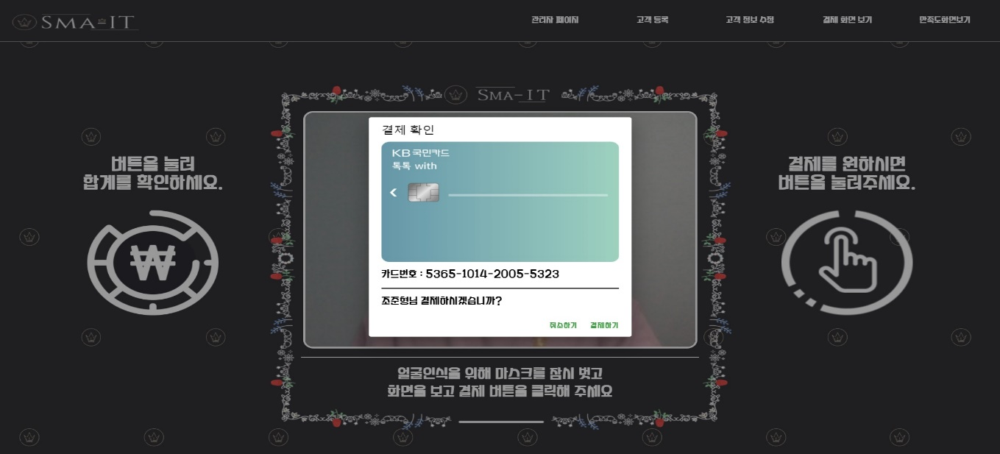 SMA-IT
관리자 페이지
고객 등록
고객 정보 수정
결제 화면 보기
만족도화면보기
SMA-IT
버튼을 눌러
합계를 확인하세요.
₩
결제 확인
KB 국민카드
톡톡 with
카드번호 : 5365-1014-2005-5323
조준형님 결제하시겠습니까?
취소하기 결제하기
결제를 원하시면
버튼을 눌러주세요.
얼굴인식을 위해 마스크를 잠시 벗고
화면을 보고 결제 버튼을 클릭해 주세요